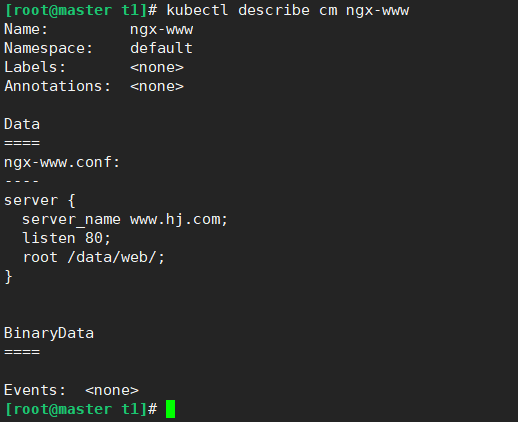 [root@master t1]# kubectl describe cm ngx-www
Name:         ngx-www
Namespace:    default
Labels:       <none>
Annotations:  <none>

Data
====
ngx-www.conf:
----
server {
  server_name www.hj.com;
  listen 80;
  root /data/web/;
}


BinaryData
====

Events:  <none>
[root@master t1]#